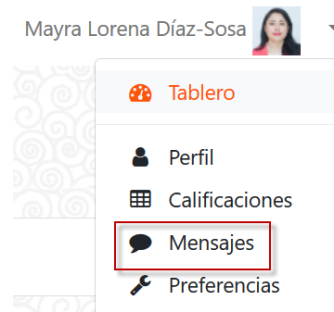 Mayra Lorena Díaz-Sosa
Tablero
Perfil
Calificaciones
Mensajes
Preferencias